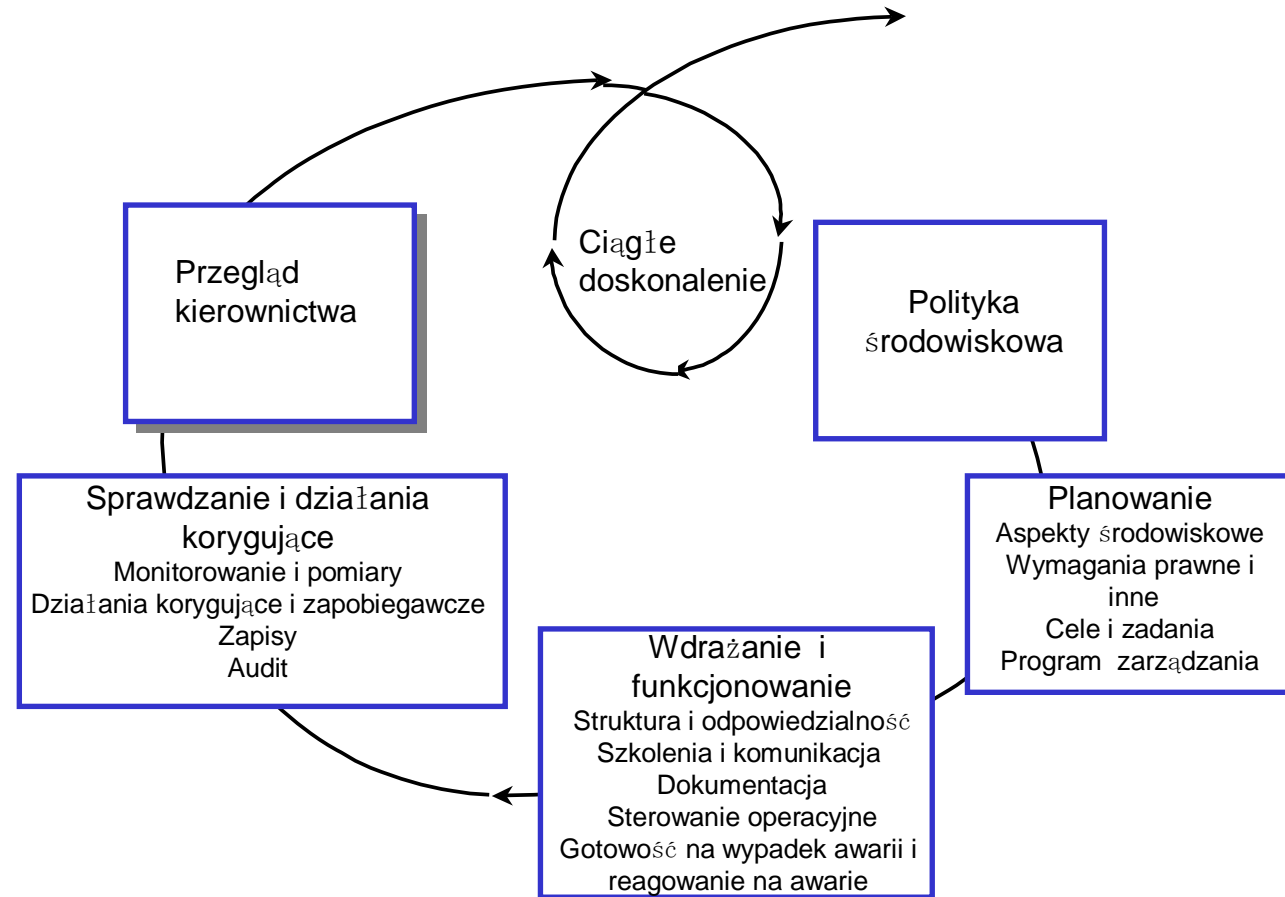 Ciągłe
doskonalenie
Przegląd
kierownictwa
Polityka
środowiskowa
Sprawdzanie i działania
korygujące
Monitorowanie i pomiary
Działania korygujące i zapobiegawcze
Zapisy
Audit
Planowanie
Aspekty środowiskowe
Wymagania prawne i
inne
Cele i zadania
Program zarządzania
Wdrażanie i
funkcjonowanie
Struktura i odpowiedzialność
Szkolenia i komunikacja
Dokumentacja
Sterowanie operacyjne
Gotowość na wypadek awarii i
reagowanie na awarie